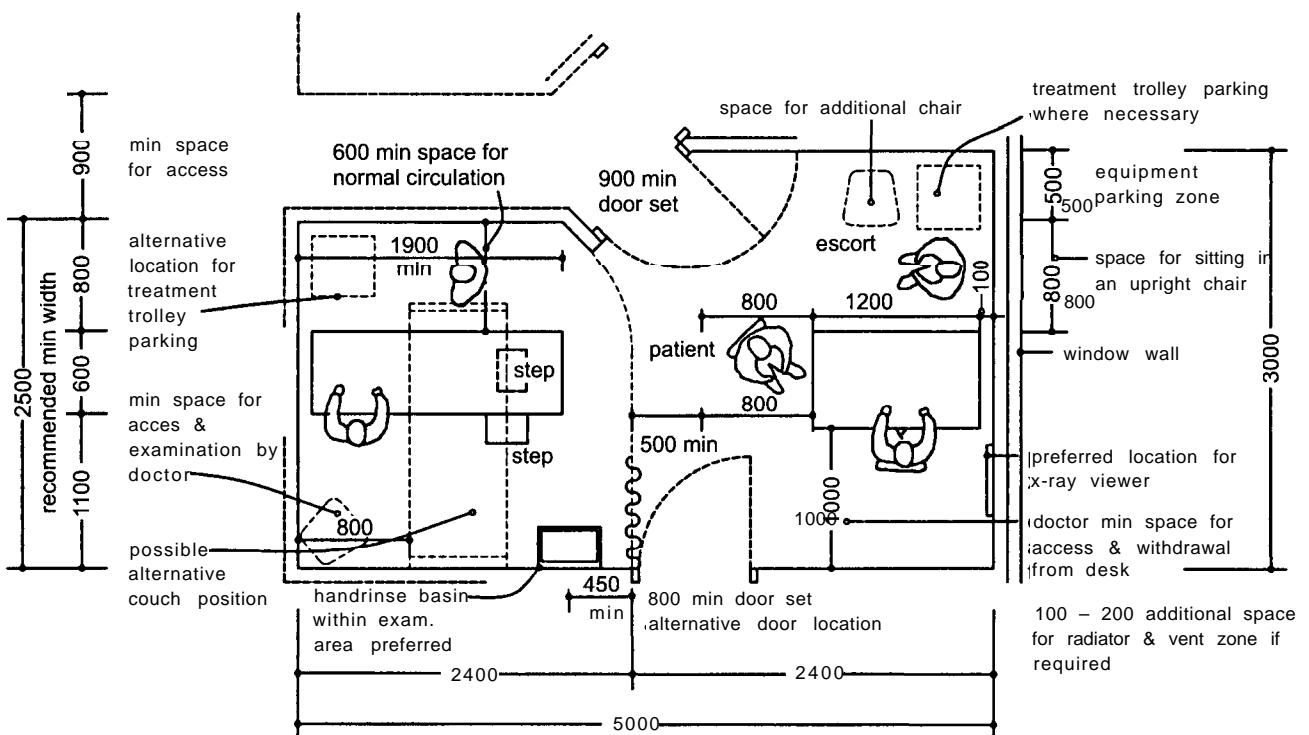 space for additional chair
treatment trolley parking
where necessary
900
min space
for access
600 min space for
normal circulation
900 min
door set
500
500
equipment
parking zone
escort
alternative
location for
treatment
trolley
parking
1900
min
800
100
800
800
space for sitting in
an upright chair
800
1200
3000
2500
recommended min width
patient
window wall
600
step
min space for
acces &
examination by
doctor
800
500 min
step
preferred location for
x-ray viewer
1100
800
1000
doctor min space for
access & withdrawal
from desk
possible
alternative
couch position
handrinse basin
within exam.
area preferred
450
min
800 min door set
alternative door location
100 – 200 additional space
for radiator & vent zone if
required
2400
2400
5000